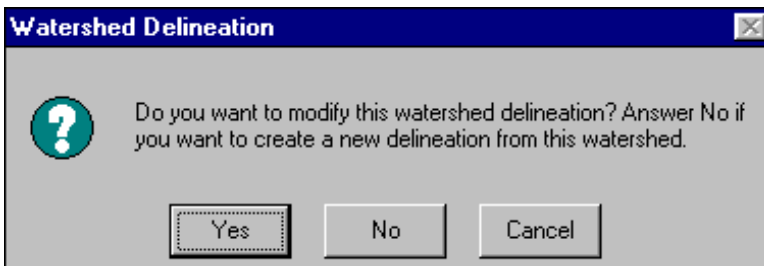 Watershed Delineation
Do you want to modify this watershed delineation? Answer No if
you want to create a new delineation from this watershed.
Yes No Cancel